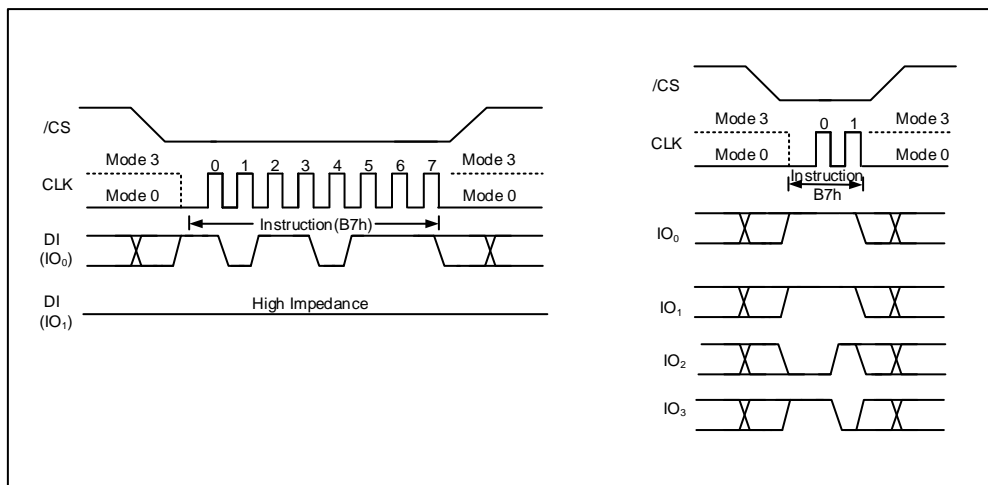 /CS
Mode 3
0 1 2 3 4 5 6 7
Mode 3
CLK
Mode 0
Mode 0
Instruction(B7h)
DI
(IO0)
High Impedance
DI
(IO1)
/CS
Mode 3
0 1
Mode 3
CLK
Mode 0
Mode 0
Instruction
B7h
IO0
IO1
IO2
IO3